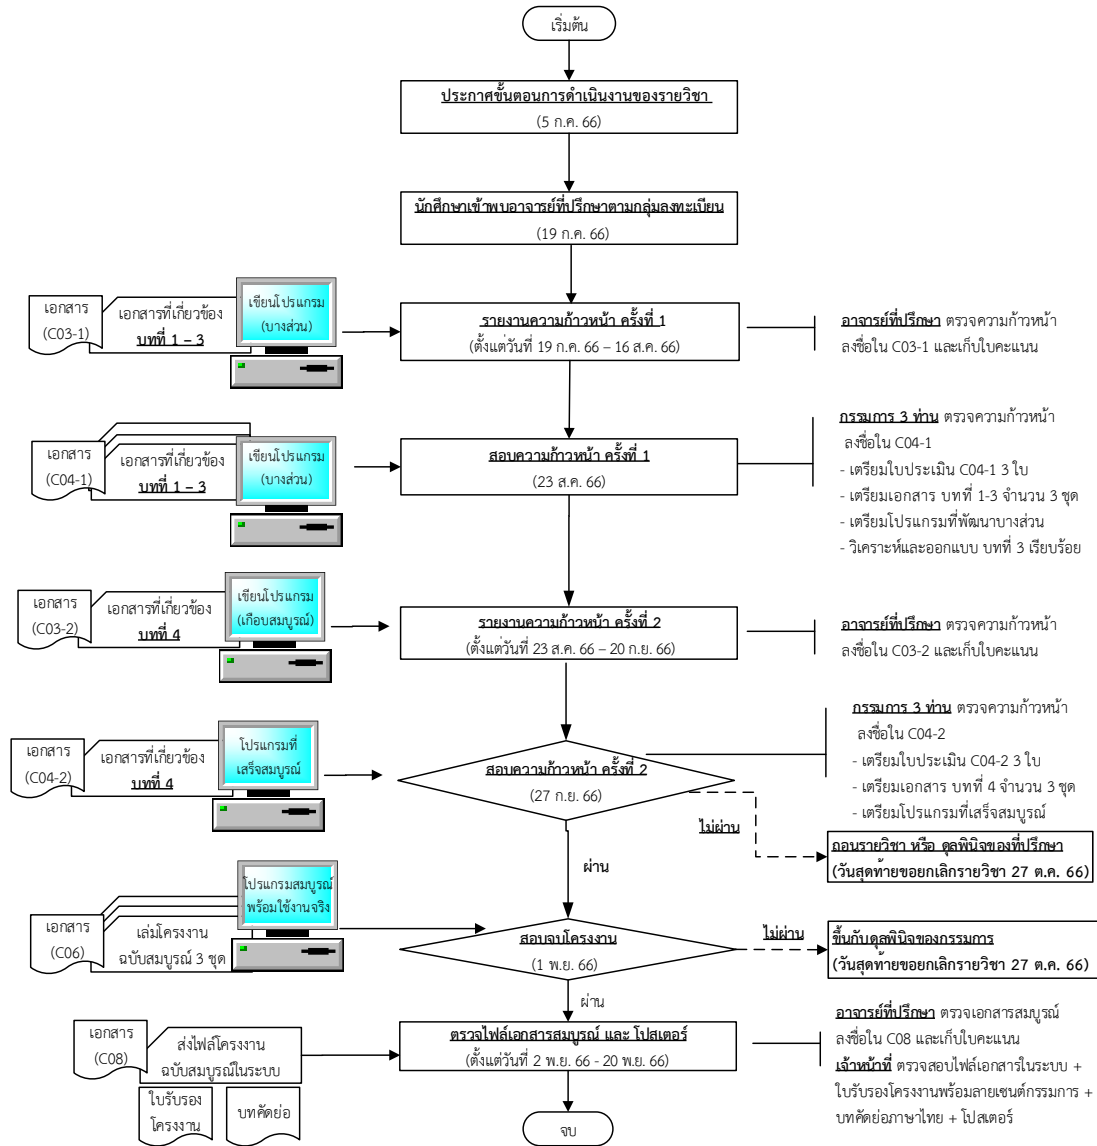 เริ่มต้น
ประกาศขั้นตอนการดำเนินงานของรายวิชา
(5 ก.ค. 66)
นักศึกษาเข้าพบอาจารย์ที่ปรึกษาตามกลุ่มลงทะเบียน
(19 ก.ค. 66)
เอกสาร
(C03-1)
เอกสารที่เกี่ยวข้อง
บทที่ 1 – 3
เขียนโปรแกรม
(บางส่วน)
รายงานความก้าวหน้า ครั้งที่ 1
(ตั้งแต่วันที่ 19 ก.ค. 66 – 16 ส.ค. 66)
อาจารย์ที่ปรึกษา ตรวจความก้าวหน้า
ลงชื่อใน C03-1 และเก็บใบคะแนน
เอกสาร
(C04-1)
เอกสารที่เกี่ยวข้อง
บทที่ 1 – 3
เขียนโปรแกรม
(บางส่วน)
สอบความก้าวหน้า ครั้งที่ 1
(23 ส.ค. 66)
กรรมการ 3 ท่าน ตรวจความก้าวหน้า
ลงชื่อใน C04-1
- เตรียมใบประเมิน C04-1 3 ใบ
- เตรียมเอกสาร บทที่ 1-3 จำนวน 3 ชุด
- เตรียมโปรแกรมที่พัฒนาบางส่วน
- วิเคราะห์และออกแบบ บทที่ 3 เรียบร้อย
เอกสาร
(C03-2)
เอกสารที่เกี่ยวข้อง
บทที่ 4
เขียนโปรแกรม
(เกือบสมบูรณ์)
รายงานความก้าวหน้า ครั้งที่ 2
(ตั้งแต่วันที่ 23 ส.ค. 66 – 20 ก.ย. 66)
อาจารย์ที่ปรึกษา ตรวจความก้าวหน้า
ลงชื่อใน C03-2 และเก็บใบคะแนน
เอกสาร
(C04-2)
เอกสารที่เกี่ยวข้อง
บทที่ 4
โปรแกรมที่
เสร็จสมบูรณ์
สอบความก้าวหน้า ครั้งที่ 2
(27 ก.ย. 66)
กรรมการ 3 ท่าน ตรวจความก้าวหน้า
ลงชื่อใน C04-2
- เตรียมใบประเมิน C04-2 3 ใบ
- เตรียมเอกสาร บทที่ 4 จำนวน 3 ชุด
- เตรียมโปรแกรมที่เสร็จสมบูรณ์
ไม่ผ่าน
ถอนรายวิชา หรือ ดุลพินิจของที่ปรึกษา
(วันสุดท้ายขอยกเลิกรายวิชา 27 ต.ค. 66)
ผ่าน
เอกสาร
(C06)
เล่มโครงงาน
ฉบับสมบูรณ์ 3 ชุด
โปรแกรมสมบูรณ์
พร้อมใช้งานจริง
สอบจบโครงงาน
(1 พ.ย. 66)
ไม่ผ่าน
ขึ้นกับดุลพินิจของกรรมการ
(วันสุดท้ายขอยกเลิกรายวิชา 27 ต.ค. 66)
ผ่าน
เอกสาร
(C08)
ส่งไฟล์โครงงาน
ฉบับสมบูรณ์ในระบบ
ใบรับรอง
โครงงาน
บทคัดย่อ
ตรวจไฟล์เอกสารสมบูรณ์ และ โปสเตอร์
(ตั้งแต่วันที่ 2 พ.ย. 66 - 20 พ.ย. 66)
อาจารย์ที่ปรึกษา ตรวจเอกสารสมบูรณ์
ลงชื่อใน C08 และเก็บใบคะแนน
เจ้าหน้าที่ ตรวจสอบไฟล์เอกสารในระบบ +
ใบรับรองโครงงานพร้อมลายเซนต์กรรมการ +
บทคัดย่อภาษาไทย + โปสเตอร์
จบ